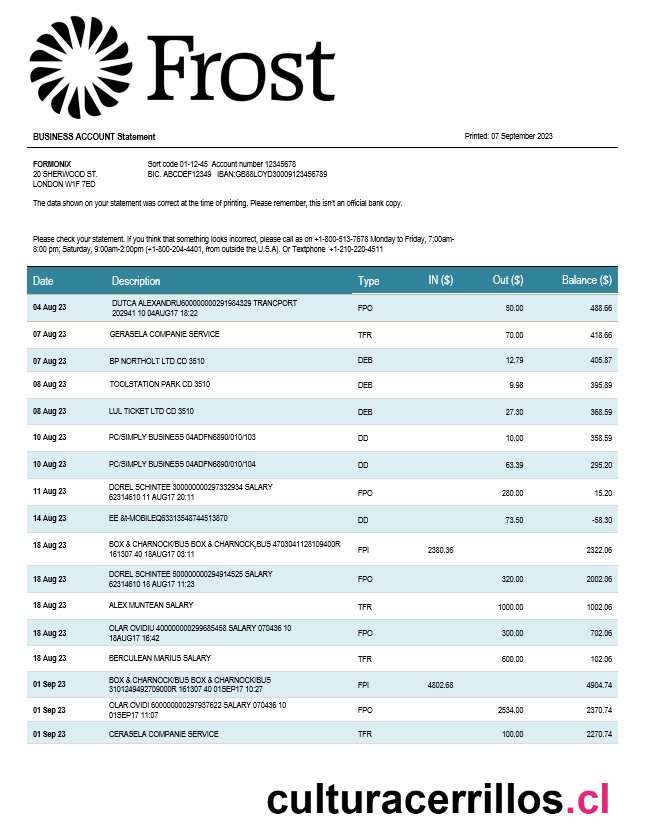 Frost
BUSINESS ACCOUNT Statement
Printed: 07 September 2023
FORMONIX
20 SHERWOOD ST.
LONDON W1F 7ED
Sort code 01-12-45 Account number 12345678
BIC. ABCDEF12349 IBAN:GB88LOYD30009123456789
The data shown on your statement was correct at the time of printing. Please remember, this isn't an official bank copy.
Please check your statement. If you think that something looks incorrect, please call as on +1-800-513-7678 Monday to Friday, 7:00am-
8:00 pm; Saturday, 9:00am-2:00pm (+1-800-204-4401, from outside the U.S.A). Or Textphone +1-210-220-4511
Date Description Type IN ($) Out ($) Balance ($)
04 Aug 23 DUTCA ALEXANDRU600000000291984329 TRANCPORT
202941 10 04AUG17 18:22 FPO 50.00 488.66
07 Aug 23 GERASELA COMPANIE SERVICE TFR 70.00 418.66
07 Aug 23 BP NORTHOLT LTD CD 3510 DEB 12.79 405.87
08 Aug 23 TOOLSTATION PARK CD 3510 DEB 9.98 395.89
08 Aug 23 LUL TICKET LTD CD 3510 DEB 27.30 368.59
10 Aug 23 PC/SIMPLY BUSINESS 04ADFN6890/010/103 DD 10.00 358.59
10 Aug 23 PC/SIMPLY BUSINESS 04ADFN6890/010/104 DD 63.39 295.20
11 Aug 23 DOREL SCHINTEE 300000000297332934 SALARY
62314610 11 AUG17 20:11 FPO 280.00 15.20
14 Aug 23 EE &t-MOBILEQ63313548744513870 DD 73.50 -58.30
18 Aug 23 BOX & CHARNOCK/BUS BOX & CHARNOCK,BUS 4703041128109400R
161307 40 18AUG17 03:11 FPI 2380.36 2322.06
18 Aug 23 DOREL SCHINTEE 500000000294914525 SALARY
62314610 18 AUG17 11:23 FPO 320.00 2002.06
18 Aug 23 ALEX MUNTEAN SALARY TFR 1000.00 1002.06
18 Aug 23 OLAR OVIDIU 400000000299685458 SALARY 070436 10
18AUG17 16:42 FPO 300.00 702.06
18 Aug 23 BERCULEAN MARIUS SALARY TFR 600.00 102.06
01 Sep 23 BOX & CHARNOCK/BUS BOX & CHARNOCK/BUS
3101249492709000R 161307 40 01SEP17 10:27 FPI 4802.68 4904.74
01 Sep 23 OLAR OVIDI 600000000297937622 SALARY 070436 10
01SEP17 11:07 FPO 2534.00 2370.74
01 Sep 23 CERASELA COMPANIE SERVICE TFR 100.00 2270.74
culturacerrillos.cl